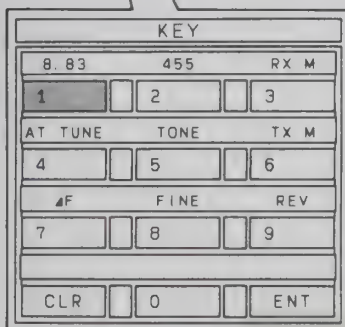 KEY
8.83 455 RX M
1 2 3
AT TUNE TONE TX M
4 5 6
⊿F FINE REV
7 8 9
CLR 0 ENT